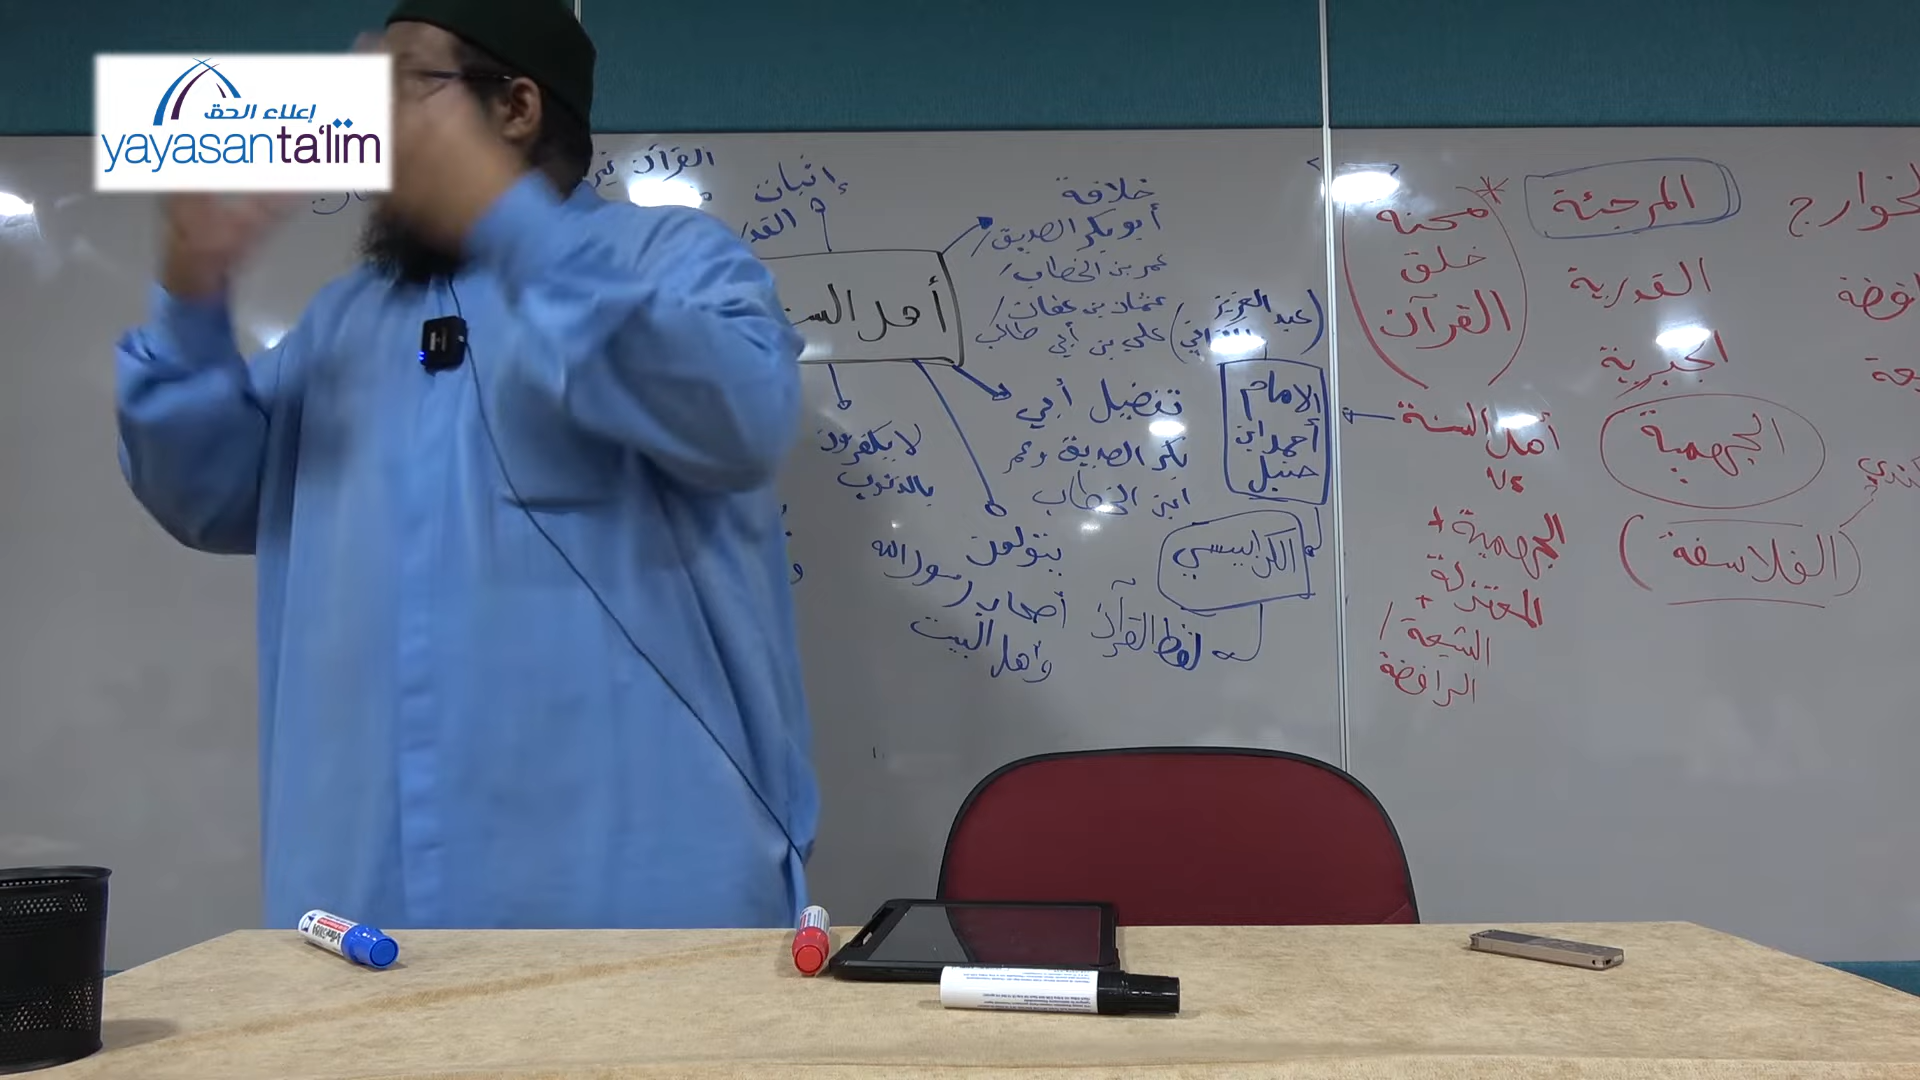 إعلاء الحق
yayasanta'lim
القرآن
إثبات
القدر
أهل
خلافة
أبو بكر الصديق/
عمر بن الخطاب/
عثمان بن عفان/
علي بن أبي طالب
تفضيل أبي
بكر الصديق وعمر
ابن الخطاب
لا يكفرون
بالذنوب
يتولون
أصحاب رسول الله
وأهل البيت
(عبد العزيز
الإمام
أحمد ابن
حنبل
الكرابيسي
لفظ القرآن
محنة
خلق
القرآن
أهل السنة
vs
الجهمية +
المعتزلة +
الشيعة /
الرافضة
المرجئة
القدرية
الجبرية
الجهمية
(الفلاسفة)